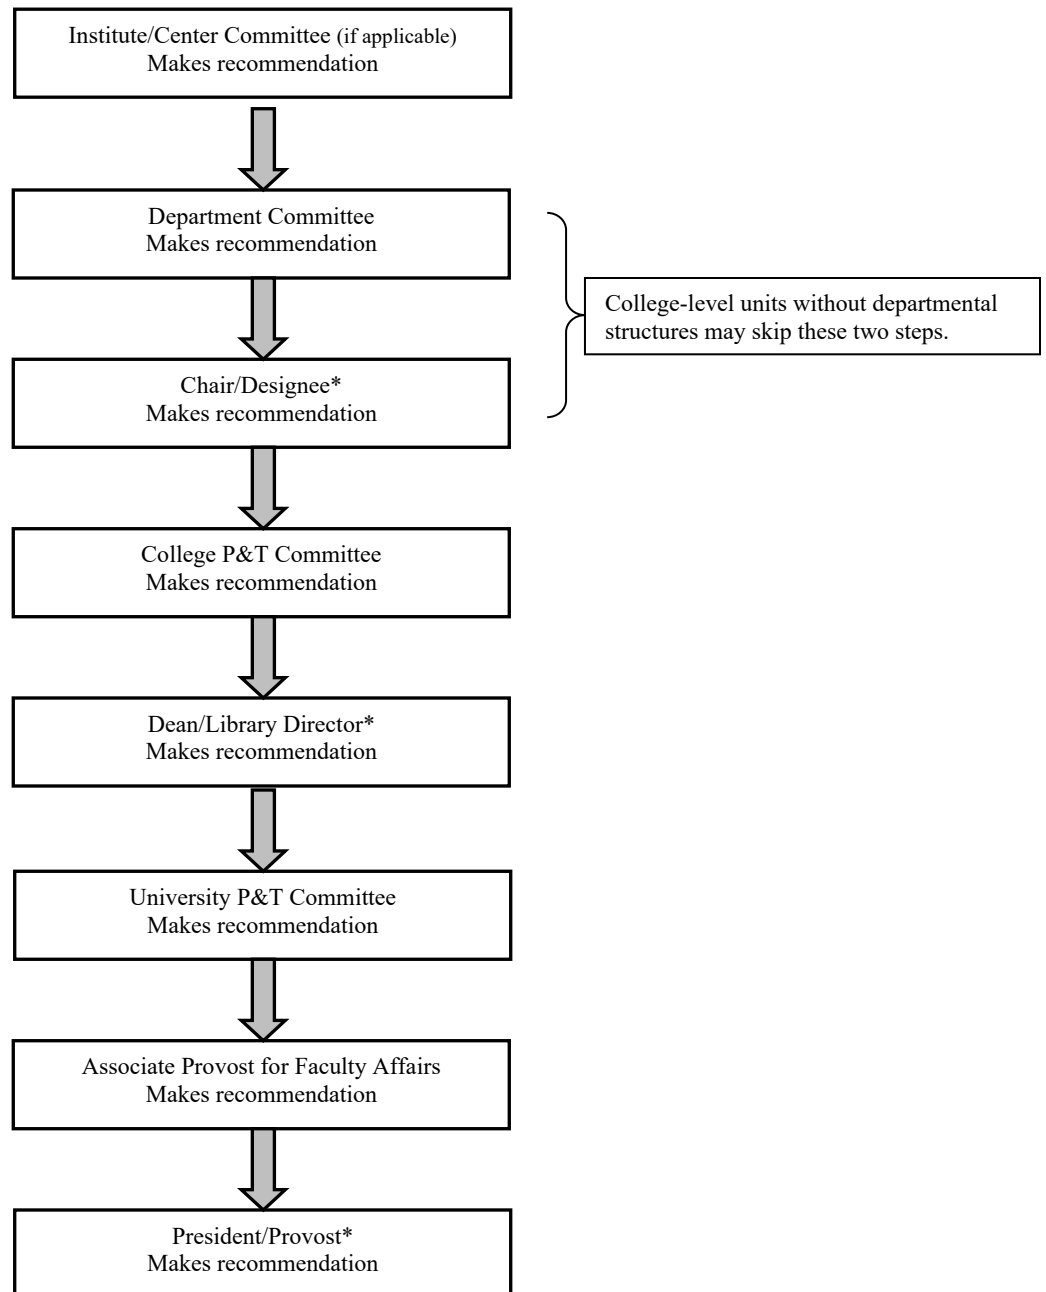 Institute/Center Committee (if applicable)
Makes recommendation
Department Committee
Makes recommendation
College-level units without departmental
structures may skip these two steps.
Chair/Designee*
Makes recommendation
College P&T Committee
Makes recommendation
Dean/Library Director*
Makes recommendation
University P&T Committee
Makes recommendation
Associate Provost for Faculty Affairs
Makes recommendation
President/Provost*
Makes recommendation